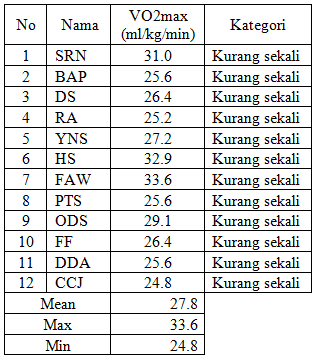 No Nama VO2max (ml/kg/min) Kategori
1 SRN 31.0 Kurang sekali
2 BAP 25.6 Kurang sekali
3 DS 26.4 Kurang sekali
4 RA 25.2 Kurang sekali
5 YNS 27.2 Kurang sekali
6 HS 32.9 Kurang sekali
7 FAW 33.6 Kurang sekali
8 PTS 25.6 Kurang sekali
9 ODS 29.1 Kurang sekali
10 FF 26.4 Kurang sekali
11 DDA 25.6 Kurang sekali
12 CCJ 24.8 Kurang sekali
Mean 27.8
Max 33.6
Min 24.8